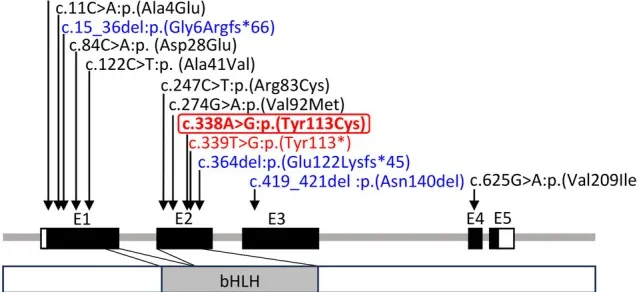 c.11C>A:p.(Ala4Glu)
c.15_36del:p.(Gly6Argfs*66)
c.84C>A:p. (Asp28Glu)
c.122C>T:p. (Ala41Val)
c.247C>T:p.(Arg83Cys)
c.274G>A:p.(Val92Met)
c.338A>G:p.(Tyr113Cys)
c.339T>G:p.(Tyr113*)
c.364del:p.(Glu122Lysfs*45)
c.419_421del :p.(Asn140del) c.625G>A:p.(Val209Ile
E1 E2 E3 E4 E5
bHLH